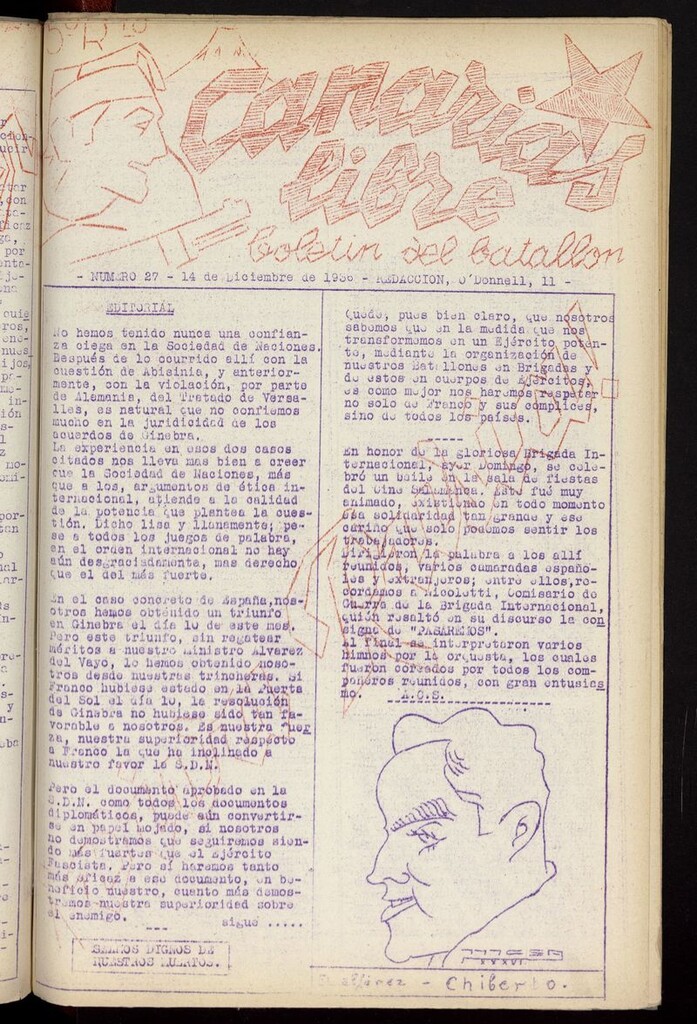 Canarias
Libre
boletin del batallon
- NUMERO 27 - 14 de Diciembre de 1936 - REDACCION, O'Donnell, 11 -
EDITORIAL
No hemos tenido nunca una confian-
za ciega en la Sociedad de Naciones.
Después de lo ocurrido allí con la
cuestión de Abisinia, y anterior-
mente, con la violación, por parte
de Alemania, del Tratado de Versa-
lles, es natural que no confiemos
mucho en la juridicidad de los
acuerdos de Ginebra.
La experiencia en esos dos casos
citados nos lleva mas bien a creer
que la Sociedad de Naciones, más
que a los, argumentos de ética in-
ternacional, atiende a la calidad
de la potencia que plantea la cues-
tión. Dicho lisa y llanamente; pe-
se a todos los juegos de palabra,
en el orden internacional no hay
aún desgraciadamente, mas derecho
que el del más fuerte.
En el caso concreto de España,nos-
otros hemos obtenido un triunfo
en Ginebra el día 10 de este mes.
Pero este triunfo, sin regatear
méritos a nuestro Ministro Alvarez
del Vayo, lo hemos obtenido noso-
tros desde nuestras trincheras. Si
Franco hubiese estado en la Puerta
del Sol el día 10, la resolución
de Ginebra no hubiese sido tan fa-
vorable a nosotros. Es nuestra fuer
za, nuestra superioridad respecto
a Franco la que ha inclinado a
nuestro favor la S.D.N.
Pero el documento aprobado en la
S.D.N. como todos los documentos
diplomáticos, puede aún convertir-
se en papel mojado, si nosotros
no demostramos que seguiremos sien-
do más fuertes que el Ejército
Fascista. Pero sí haremos tanto
más eficaz a ese documento, en be-
neficio nuestro, cuanto más demos-
tremos nuestra superioridad sobre
el enemigo.
sigue .....
SEAMOS DIGNOS DE
NUESTROS MUERTOS.
Quede, pues bien claro, que nosotros
sabemos que en la medida que nos
transformemos en un Ejército poten-
te, mediante la organización de
nuestros Batallones en Brigadas y
de estos en cuerpos de Ejércitos,
es como mejor nos haremos respetar
no solo de Franco y sus cómplices,
sino de todos los países.
En honor de la gloriosa Brigada In-
ternacional, ayer Domingo, se cele-
bró un baile en la sala de fiestas
del Cine Salamanca. Esto fué muy
animado, existiendo en todo momento
esa solidaridad tan grande y ese
cariño que solo podemos sentir los
trabajadores.
Dirigieron la palabra a los allí
reunidos, varios camaradas españo-
les y extranjeros; entre ellos,re-
cordamos a Nicoletti, Comisario de
Guerra de la Brigada Internacional,
quién resaltó en su discurso la con
signa de "PASAREMOS".
Al final se interpretaron varios
himnos por la orquesta, los cuales
fueron coreados por todos los com-
pañeros reunidos, con gran entusias
mo. A.C.S.
- Chiberto.